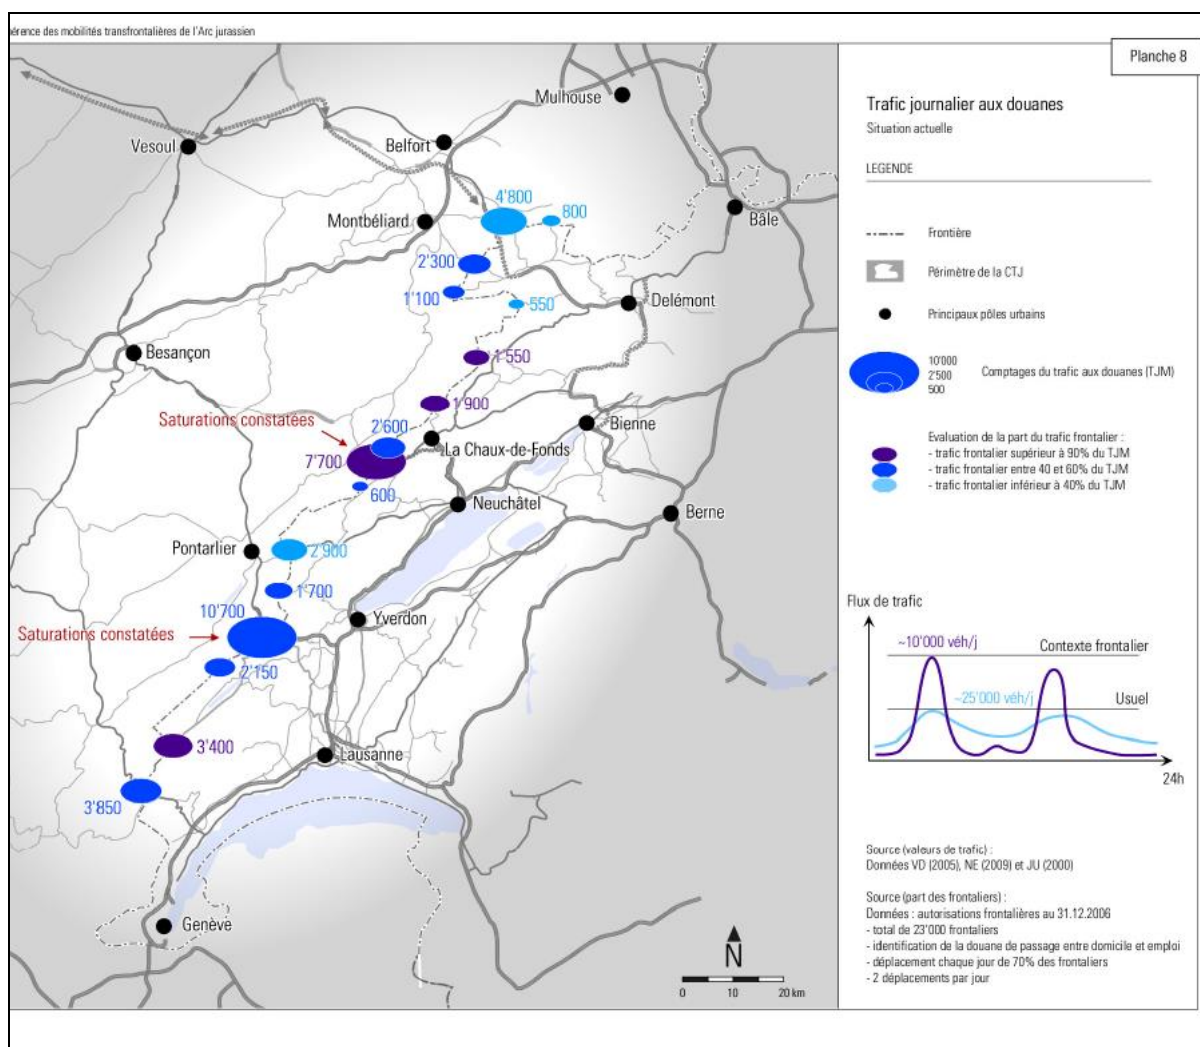 érence des mobilités transfrontalières de l'Arc jurassien
Planche 8
Trafic journalier aux douanes
Situation actuelle
LEGENDE
Frontière
Périmètre de la CTJ
Principaux pôles urbains
10'000
2'500
500
Comptages du trafic aux douanes (TJM)
Evaluation de la part du trafic frontalier :
- trafic frontalier supérieur à 90% du TJM
- trafic frontalier entre 40 et 60% du TJM
- trafic frontalier inférieur à 40% du TJM
Flux de trafic
~10'000 véh/j
Contexte frontalier
~25'000 véh/j
Usuel
24h
Source (valeurs de trafic) :
Données VD (2005), NE (2009) et JU (2000)
Source (part des frontaliers) :
Données : autorisations frontalières au 31.12.2006
- total de 23'000 frontaliers
- identification de la douane de passage entre domicile et emploi
- déplacement chaque jour de 70% des frontaliers
- 2 déplacements par jour
Mulhouse
Vesoul
Belfort
4'800
800
Bâle
Montbéliard
2'300
1'100
550
Delémont
Besançon
1'550
1'900
Saturations constatées
2'600
Bienne
La Chaux-de-Fonds
7'700
600
Neuchâtel
Berne
Pontarlier
2'900
1'700
10'700
Yverdon
Saturations constatées
2'150
3'400
Lausanne
3'850
Genève
N
0 10 20 km